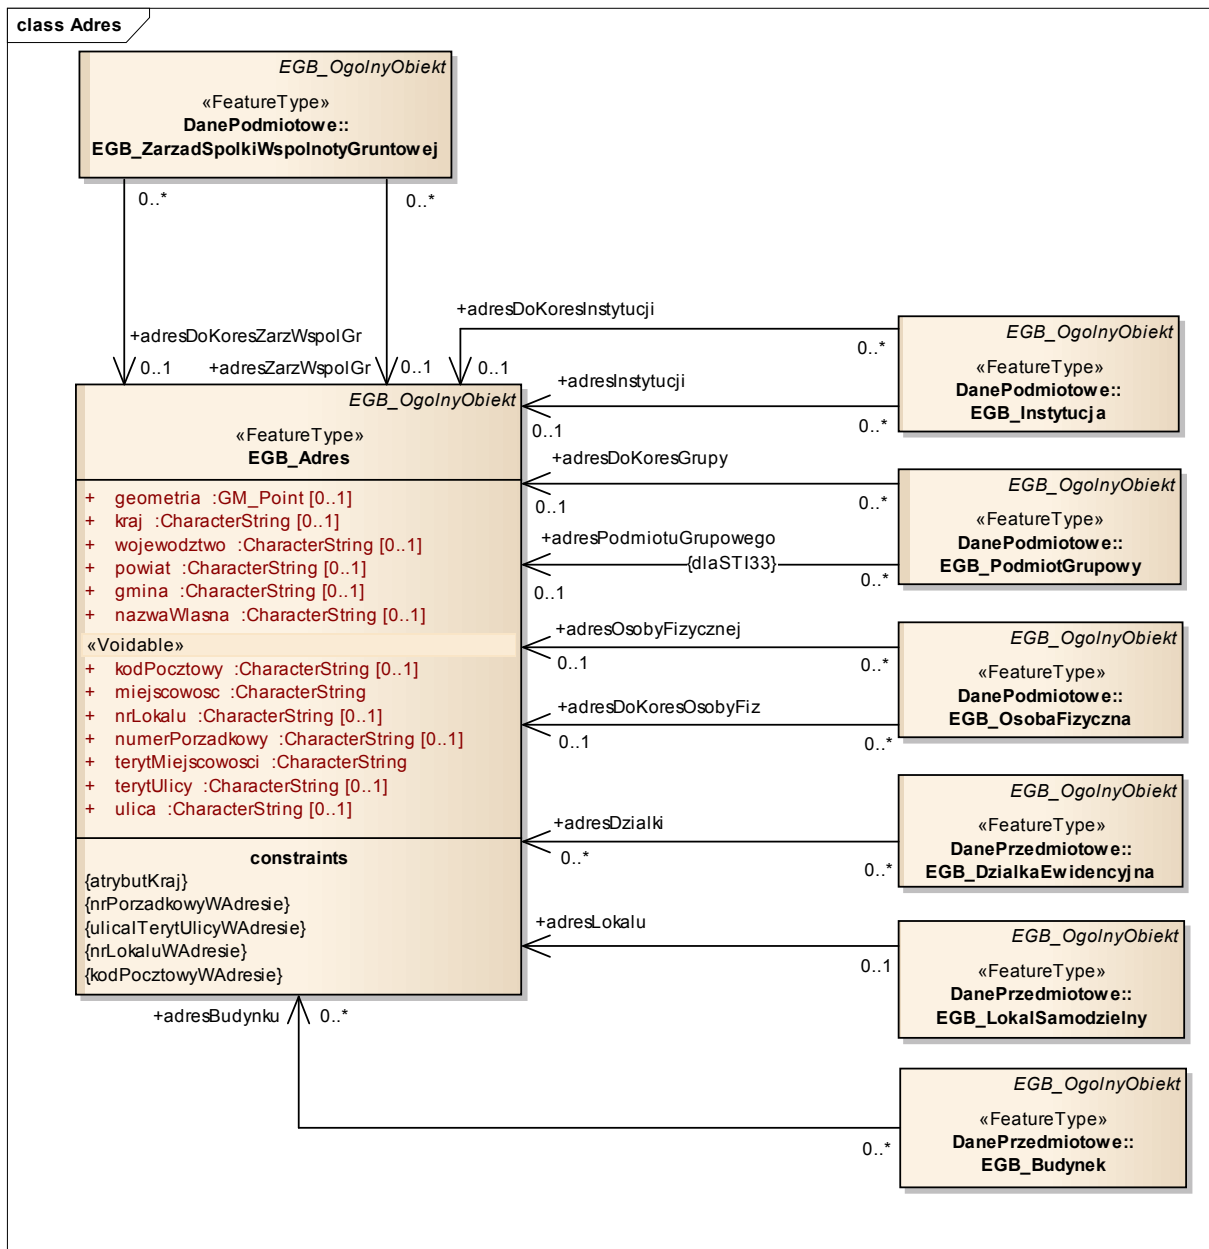 class Adres
EGB_OgolnyObiekt
«FeatureType»
DanePodmiotowe::
EGB_ZarzadSpolkiWspolnotyGruntowej
0..*
0..*
+adresDoKoresZarzWspolGr
0..1
+adresZarzWspolGr
0..1
+adresDoKoresInstytucji
0..1
0..*
EGB_OgolnyObiekt
«FeatureType»
DanePodmiotowe::
EGB_Instytucja
+adresInstytucji
0..1
0..*
EGB_OgolnyObiekt
«FeatureType»
EGB_Adres
+ geometria :GM_Point [0..1]
+ kraj :CharacterString [0..1]
+ wojewodztwo :CharacterString [0..1]
+ powiat :CharacterString [0..1]
+ gmina :CharacterString [0..1]
+ nazwaWlasna :CharacterString [0..1]
«Voidable»
+ kodPocztowy :CharacterString [0..1]
+ miejscowosc :CharacterString
+ nrLokalu :CharacterString [0..1]
+ numerPorzadkowy :CharacterString [0..1]
+ terytMiejscowosci :CharacterString
+ terytUlicy :CharacterString [0..1]
+ ulica :CharacterString [0..1]
constraints
{atrybutKraj}
{nrPorzadkowyWAdresie}
{ulicaITerytUlicyWAdresie}
{nrLokaluWAdresie}
{kodPocztowyWAdresie}
+adresDoKoresGrupy
0..1
0..*
EGB_OgolnyObiekt
«FeatureType»
DanePodmiotowe::
EGB_PodmiotGrupowy
+adresPodmiotuGrupowego
{dlaSTI33}
0..1
0..*
+adresOsobyFizycznej
0..1
0..*
EGB_OgolnyObiekt
«FeatureType»
DanePodmiotowe::
EGB_OsobaFizyczna
+adresDoKoresOsobyFiz
0..1
0..*
+adresDzialki
0..*
0..*
EGB_OgolnyObiekt
«FeatureType»
DanePrzedmiotowe::
EGB_DzialkaEwidencyjna
+adresLokalu
0..1
EGB_OgolnyObiekt
«FeatureType»
DanePrzedmiotowe::
EGB_LokalSamodzielny
+adresBudynku
0..*
0..*
EGB_OgolnyObiekt
«FeatureType»
DanePrzedmiotowe::
EGB_Budynek